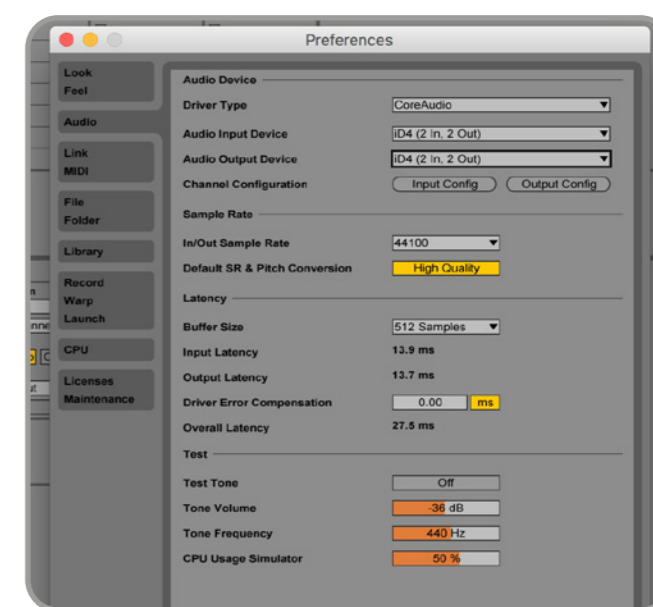 Preferences
Look
Feel
Audio
Link
MIDI
File
Folder
Library
Record
Warp
Launch
CPU
Licenses
Maintenance
Audio Device
Driver Type CoreAudio
Audio Input Device iD4 (2 In, 2 Out)
Audio Output Device iD4 (2 In, 2 Out)
Channel Configuration Input Config Output Config
Sample Rate
In/Out Sample Rate 44100
Default SR & Pitch Conversion High Quality
Latency
Buffer Size 512 Samples
Input Latency 13.9 ms
Output Latency 13.7 ms
Driver Error Compensation 0.00 ms
Overall Latency 27.5 ms
Test
Test Tone Off
Tone Volume -36 dB
Tone Frequency 440 Hz
CPU Usage Simulator 50 %